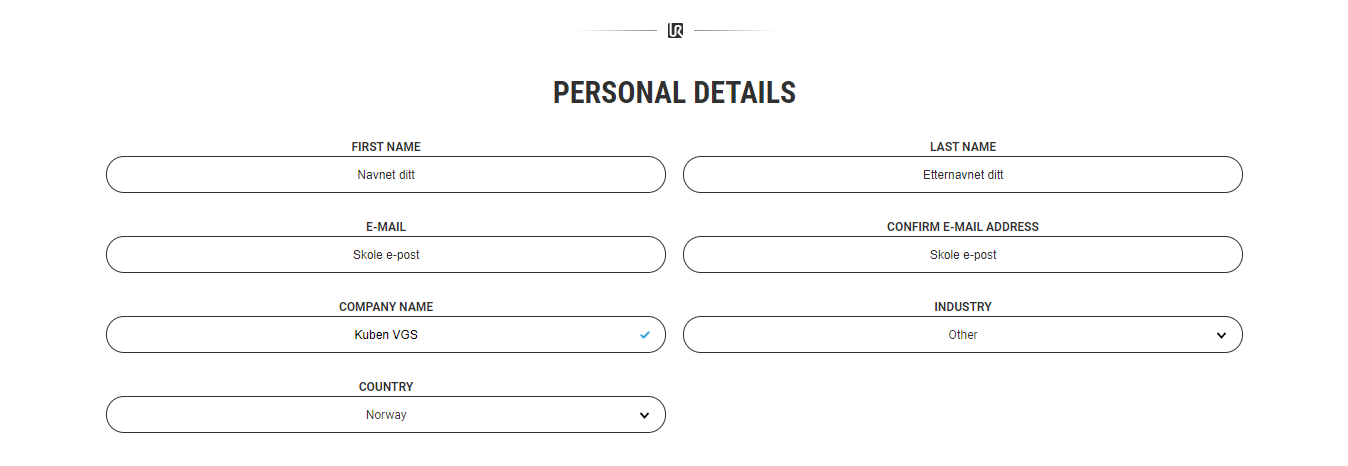 UR
PERSONAL DETAILS
FIRST NAME
LAST NAME
Navnet ditt
Etternavnet ditt
E-MAIL
CONFIRM E-MAIL ADDRESS
Skole e-post
Skole e-post
COMPANY NAME
INDUSTRY
Kuben VGS
Other
COUNTRY
Norway